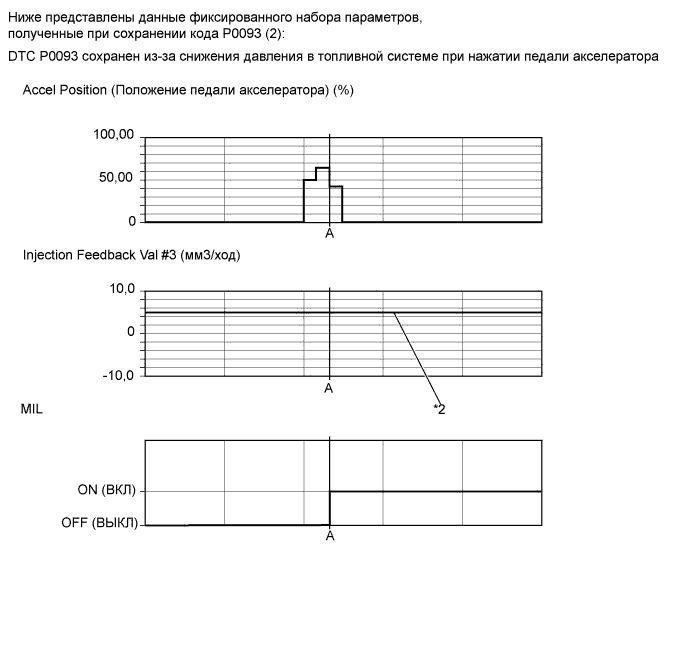 Ниже представлены данные фиксированного набора параметров,
полученные при сохранении кода P0093 (2):
DTC P0093 сохранен из-за снижения давления в топливной системе при нажатии педали акселератора
Accel Position (Положение педали акселератора) (%)
100,00
50,00
0
A
Injection Feedback Val #3 (мм3/ход)
10,0
0
-10,0
A
*2
MIL
ON (ВКЛ)
OFF (ВЫКЛ)
A